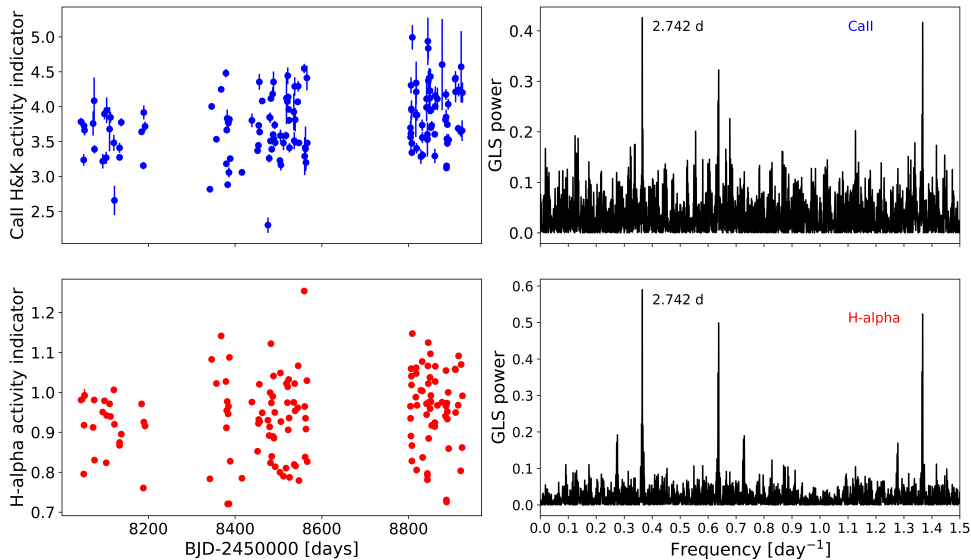 CaII H&K activity indicator
5.0
4.5
4.0
3.5
3.0
2.5
GLS power
0.4
0.3
0.2
0.1
0.0
2.742 d
CaII
H-alpha activity indicator
1.2
1.1
1.0
0.9
0.8
0.7
8200
8400
8600
8800
BJD-2450000 [days]
GLS power
0.6
0.5
0.4
0.3
0.2
0.1
0.0
2.742 d
H-alpha
0.0 0.1 0.2 0.3 0.4 0.5 0.6 0.7 0.8 0.9 1.0 1.1 1.2 1.3 1.4 1.5
Frequency [day⁻¹]